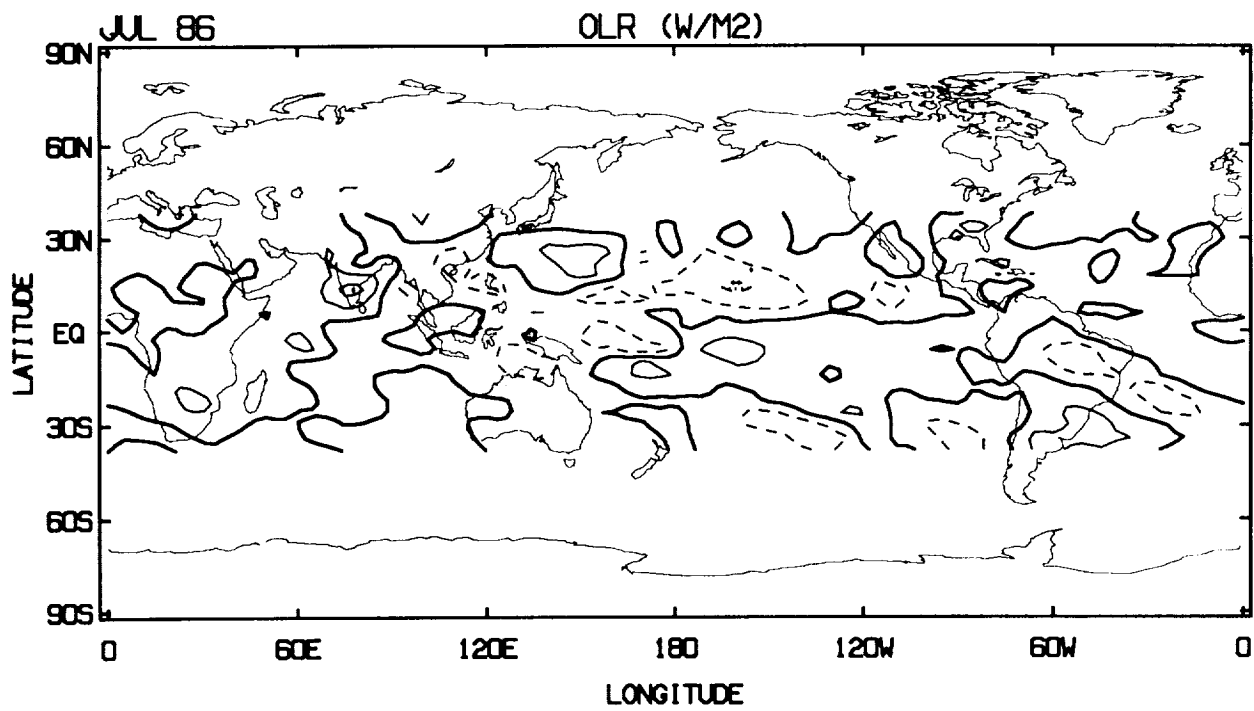 JUL 86
OLR (W/M2)
90N
60N
30N
EQ
30S
60S
90S
LATITUDE
0
60E
120E
180
120W
60W
0
LONGITUDE